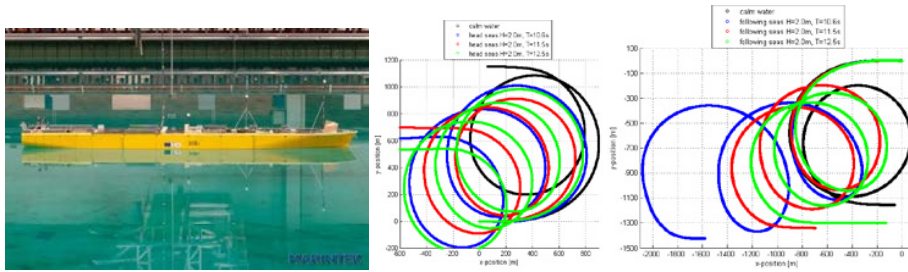 MARINTEK
calm water
head seas H=2.0m, T=10.6s
head seas H=2.0m, T=11.5s
head seas H=2.0m, T=12.5s
1200
1000
800
600
400
200
0
-200
y-position [m]
-600 -400 -200 0 200 400 600 800
x-position [m]
calm water
following seas H=2.0m, T=10.6s
following seas H=2.0m, T=11.5s
following seas H=2.0m, T=12.5s
100
-100
-300
-500
-700
-900
-1100
-1300
-1500
y-position [m]
-2000 -1800 -1600 -1400 -1200 -1000 -800 -600 -400 -200 0
x-position [m]